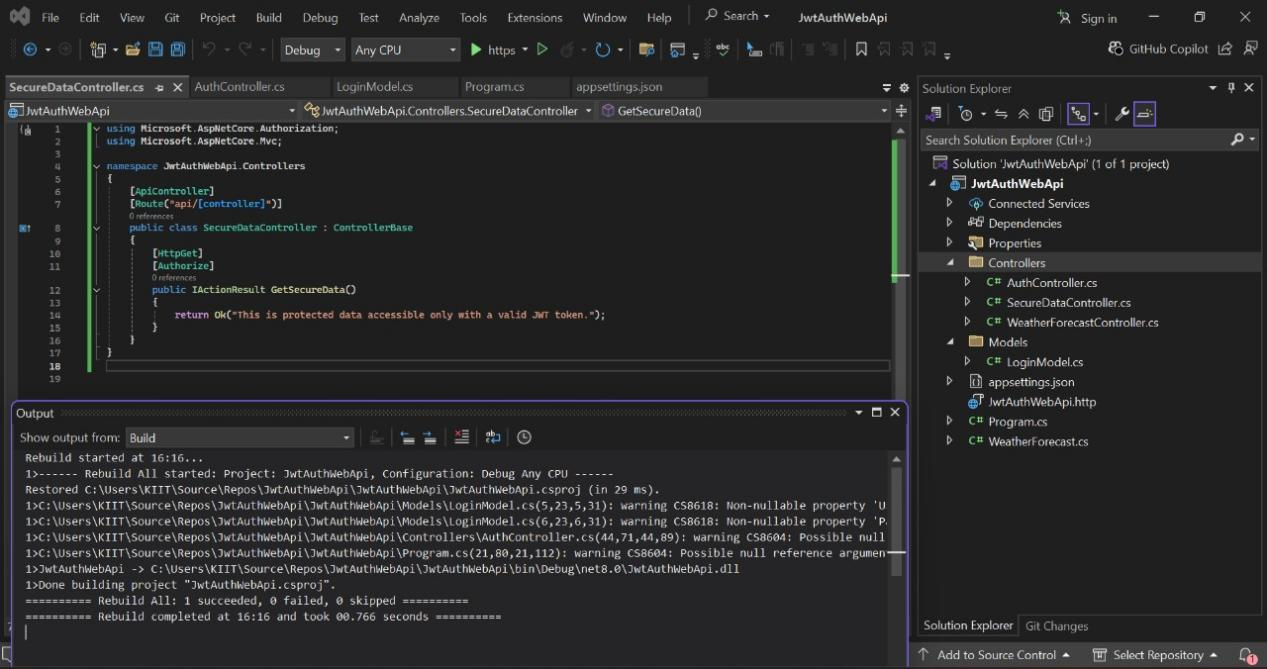 File Edit View Git Project Build Debug Test Analyze Tools Extensions Window Help Search JwtAuthWebApi Sign in
Debug Any CPU https GitHub Copilot
SecureDataController.cs AuthController.cs LoginModel.cs Program.cs appsettings.json
JwtAuthWebApi JwtAuthWebApi.Controllers.SecureDataController GetSecureData()
1 using Microsoft.AspNetCore.Authorization;
2 using Microsoft.AspNetCore.Mvc;
3
4 namespace JwtAuthWebApi.Controllers
5 {
6 [ApiController]
7 [Route("api/[controller]")]
0 references
8 public class SecureDataController : ControllerBase
9 {
10 [HttpGet]
11 [Authorize]
0 references
12 public IActionResult GetSecureData()
13 {
14 return Ok("This is protected data accessible only with a valid JWT token.");
15 }
16 }
17 }
18
19
Output
Show output from: Build
Rebuild started at 16:16...
1>------ Rebuild All started: Project: JwtAuthWebApi, Configuration: Debug Any CPU ------
Restored C:\Users\KIIT\Source\Repos\JwtAuthWebApi\JwtAuthWebApi\JwtAuthWebApi.csproj (in 29 ms).
1>C:\Users\KIIT\Source\Repos\JwtAuthWebApi\JwtAuthWebApi\Models\LoginModel.cs(5,23,5,31): warning CS8618: Non-nullable property 'U
1>C:\Users\KIIT\Source\Repos\JwtAuthWebApi\JwtAuthWebApi\Models\LoginModel.cs(6,23,6,31): warning CS8618: Non-nullable property 'P
1>C:\Users\KIIT\Source\Repos\JwtAuthWebApi\JwtAuthWebApi\Controllers\AuthController.cs(44,71,44,89): warning CS8604: Possible null
1>C:\Users\KIIT\Source\Repos\JwtAuthWebApi\JwtAuthWebApi\Program.cs(21,80,21,112): warning CS8604: Possible null reference argumen
1>JwtAuthWebApi -> C:\Users\KIIT\Source\Repos\JwtAuthWebApi\JwtAuthWebApi\bin\Debug\net8.0\JwtAuthWebApi.dll
1>Done building project "JwtAuthWebApi.csproj".
========== Rebuild All: 1 succeeded, 0 failed, 0 skipped ==========
========== Rebuild completed at 16:16 and took 00.766 seconds ==========
Solution Explorer
Search Solution Explorer (Ctrl+;)
Solution 'JwtAuthWebApi' (1 of 1 project)
JwtAuthWebApi
Connected Services
Dependencies
Properties
Controllers
C# AuthController.cs
C# SecureDataController.cs
C# WeatherForecastController.cs
Models
C# LoginModel.cs
appsettings.json
JwtAuthWebApi.http
C# Program.cs
C# WeatherForecast.cs
Solution Explorer Git Changes
Add to Source Control Select Repository 1